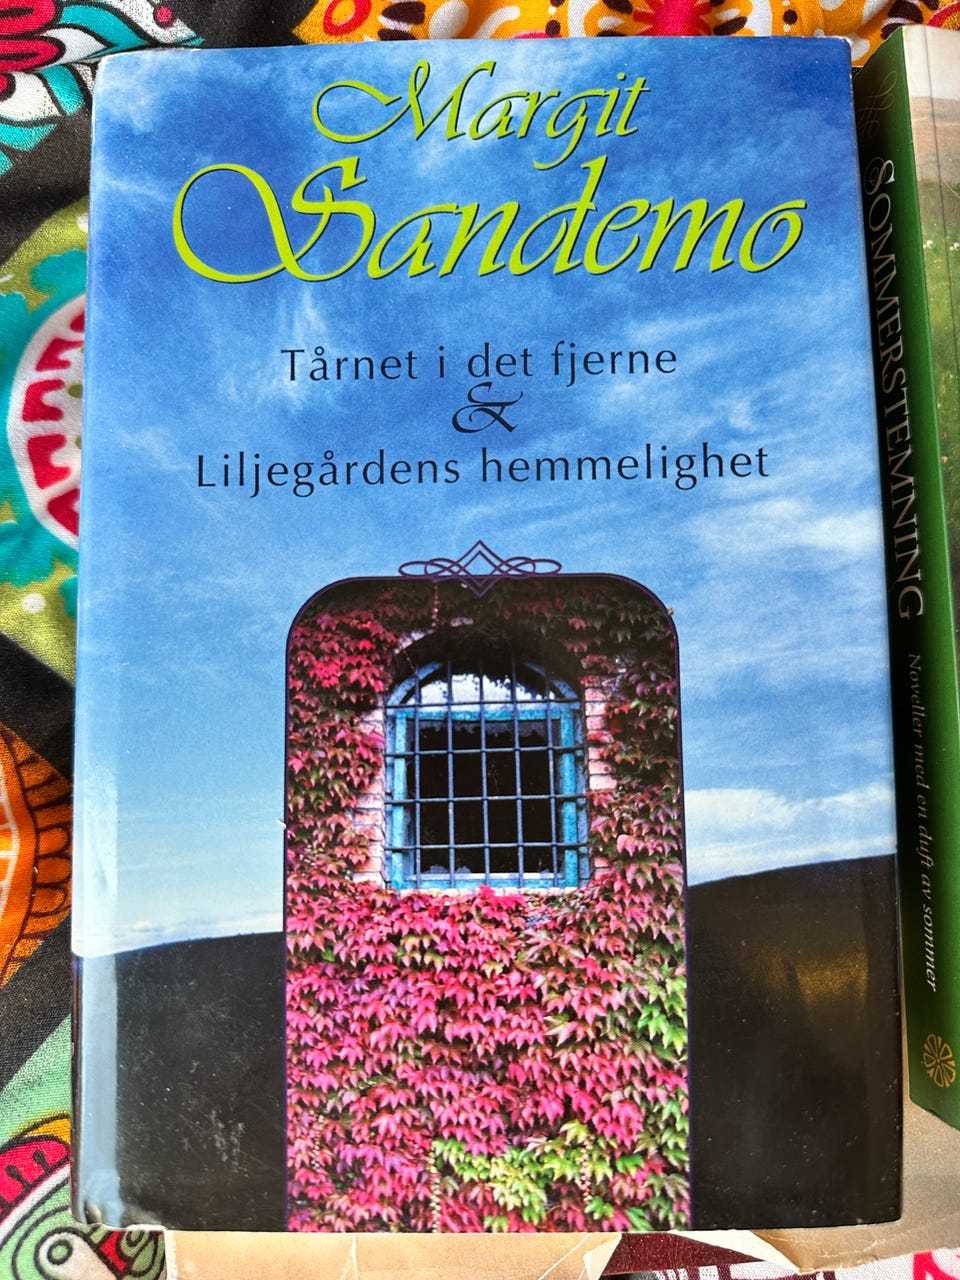 Margit
Sandemo
Tårnet i det fjerne
&
Liljegårdens hemmelighet
SOMMERSTEMNING
Noveller med en duft av sommer